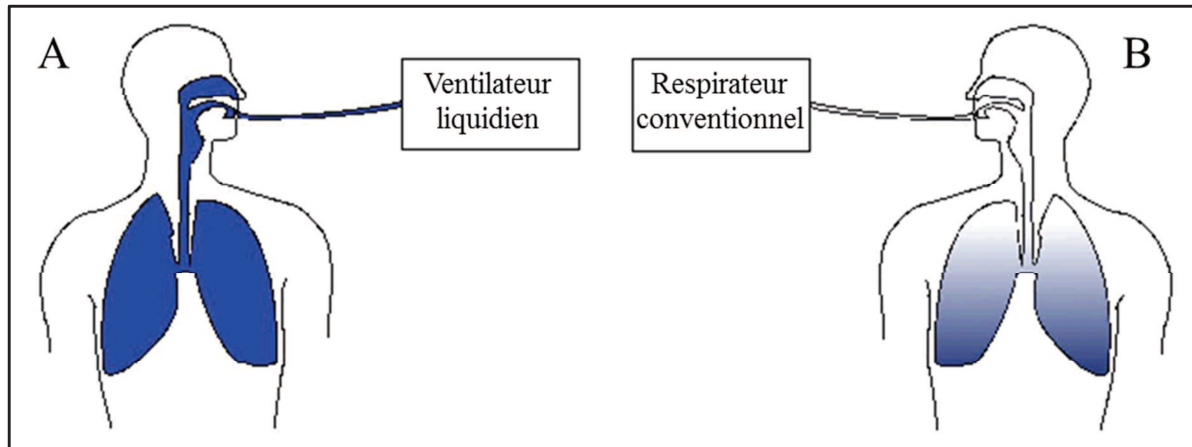 A
Ventilateur
liquidien
Respirateur
conventionnel
B